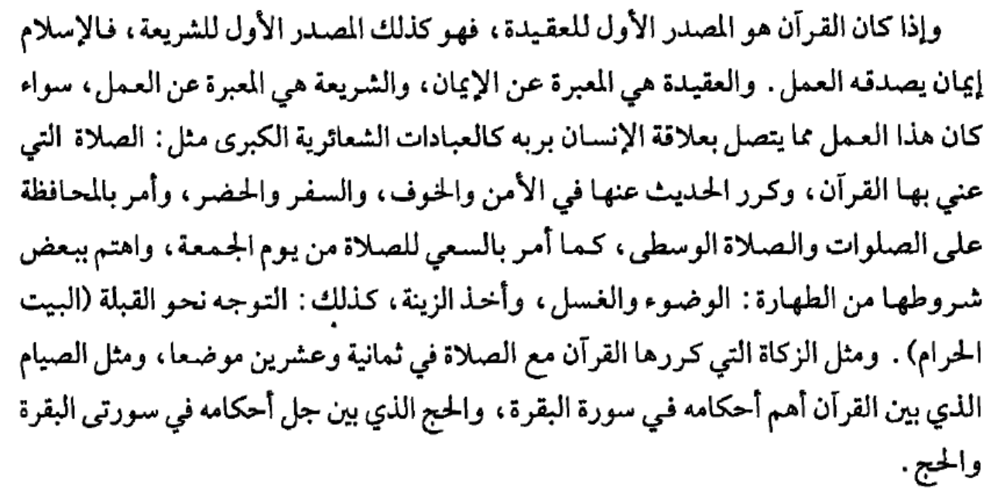 وإذا كان القرآن هو المصدر الأول للعقيدة، فهو كذلك المصدر الأول للشريعة، فالإسلام
إيمان يصدقه العمل. والعقيدة هي المعبرة عن الإيمان، والشريعة هي المعبرة عن العمل، سواء
كان هذا العمل مما يتصل بعلاقة الإنسان بربه كالعبادات الشعائرية الكبرى مثل: الصلاة التي
عني بها القرآن، وكرر الحديث عنها في الأمن والخوف، والسفر والحضر، وأمر بالمحافظة
على الصلوات والصلاة الوسطى، كما أمر بالسعي للصلاة من يوم الجمعة، واهتم ببعض
شروطها من الطهارة: الوضوء والغسل، وأخذ الزينة، كذلك: التوجه نحو القبلة (البيت
الحرام). ومثل الزكاة التي كررها القرآن مع الصلاة في ثمانية وعشرين موضعا، ومثل الصيام
الذي بين القرآن أهم أحكامه في سورة البقرة، والحج الذي بين جل أحكامه في سورتى البقرة
والحج.